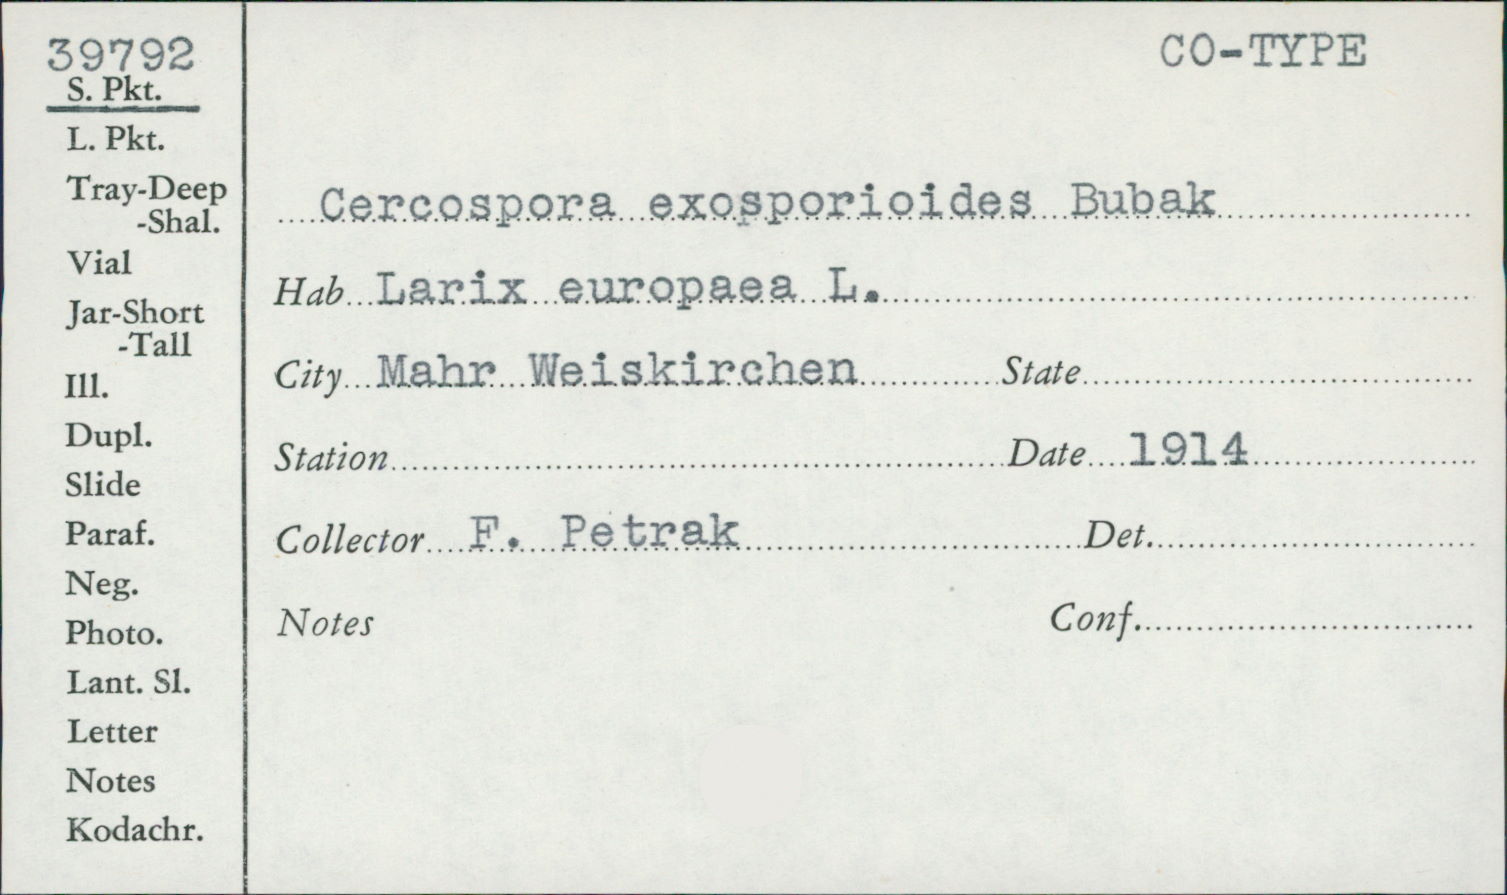 39792
S. Pkt.
L. Pkt.
Tray-Deep
-Shal.
Vial
Jar-Short
-Tall
Ill.
Dupl.
Slide
Paraf.
Neg.
Photo.
Lant. Sl.
Letter
Notes
Kodachr.
CO-TYPE
Cercospora exosporioides Bubak
Hab Larix europaea L.
City Mahr Weiskirchen State
Station Date 1914
Collector F. Petrak Det.
Notes Conf.